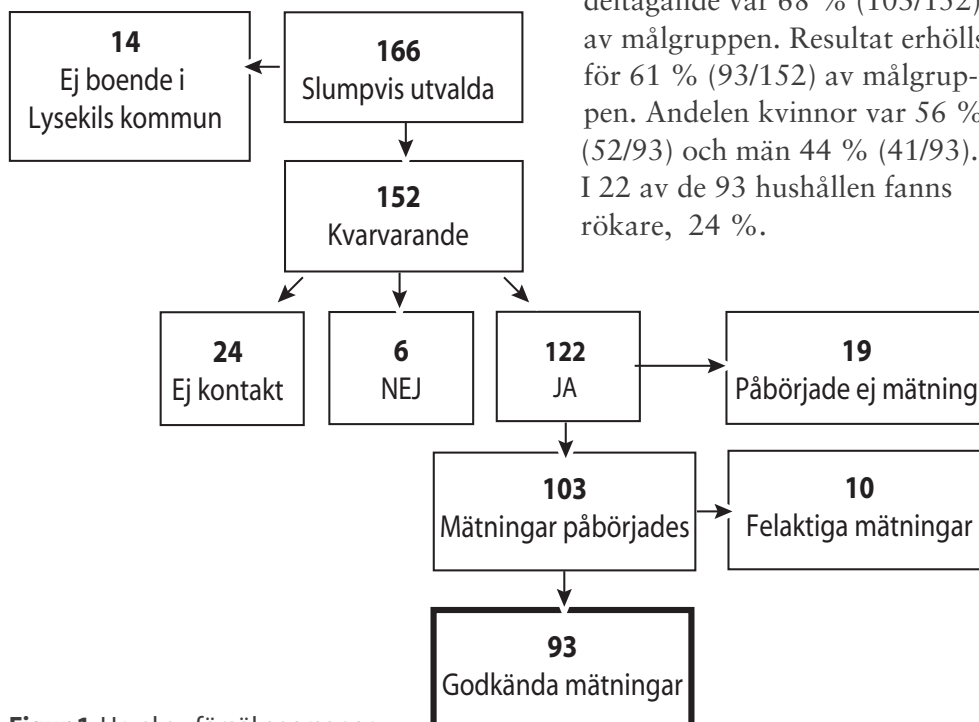 14
Ej boende i
Lysekils kommun
166
Slumpvis utvalda
152
Kvarvarande
24
Ej kontakt
6
NEJ
122
JA
19
Påbörjade ej mätning
103
Mätningar påbörjades
10
Felaktiga mätningar
93
Godkända mätningar
deltagande var 68 % (103/152)
av målgruppen. Resultat erhölls
för 61 % (93/152) av målgrup-
pen. Andelen kvinnor var 56 %
(52/93) och män 44 % (41/93).
I 22 av de 93 hushållen fanns
rökare, 24 %.